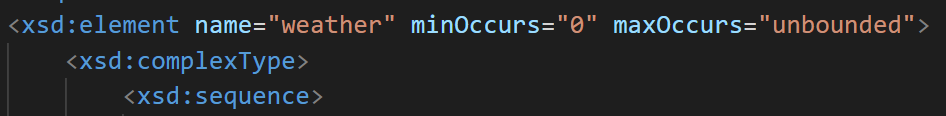 <xsd:element name="weather" minOccurs="0" maxOccurs="unbounded">
<xsd:complexType>
<xsd:sequence>